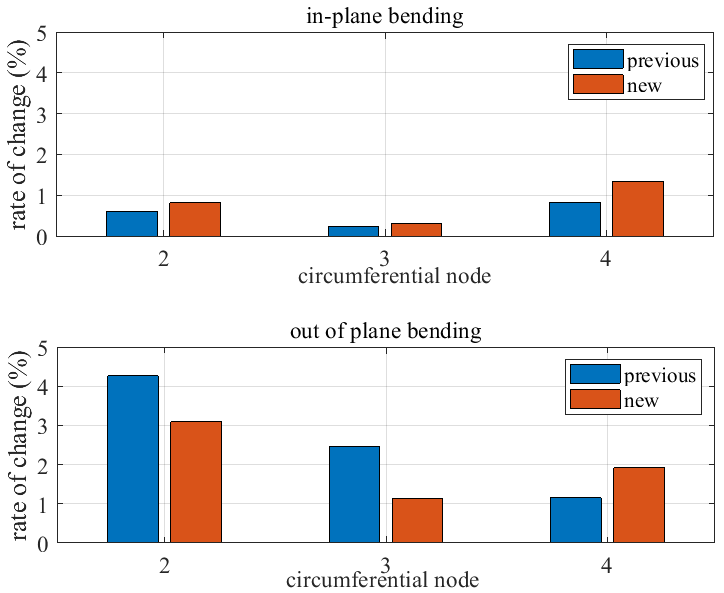 in-plane bending
5
4
3
2
1
0
rate of change (%)
previous
new
2 3 4
circumferential node
out of plane bending
5
4
3
2
1
0
rate of change (%)
previous
new
2 3 4
circumferential node